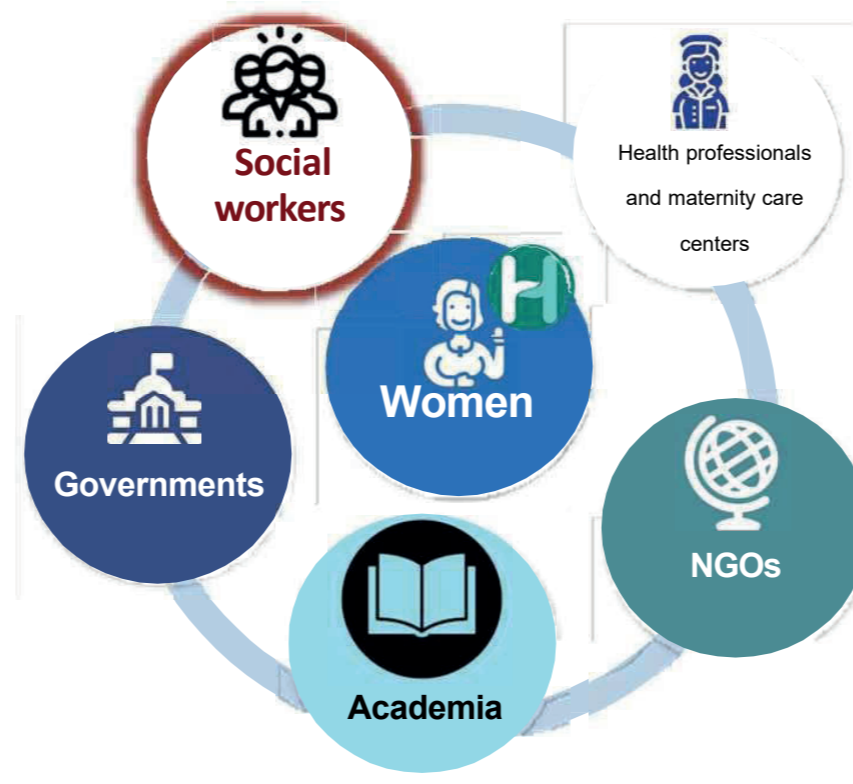 Social
workers
Health professionals
and maternity care
centers
H
Women
Governments
NGOs
Academia